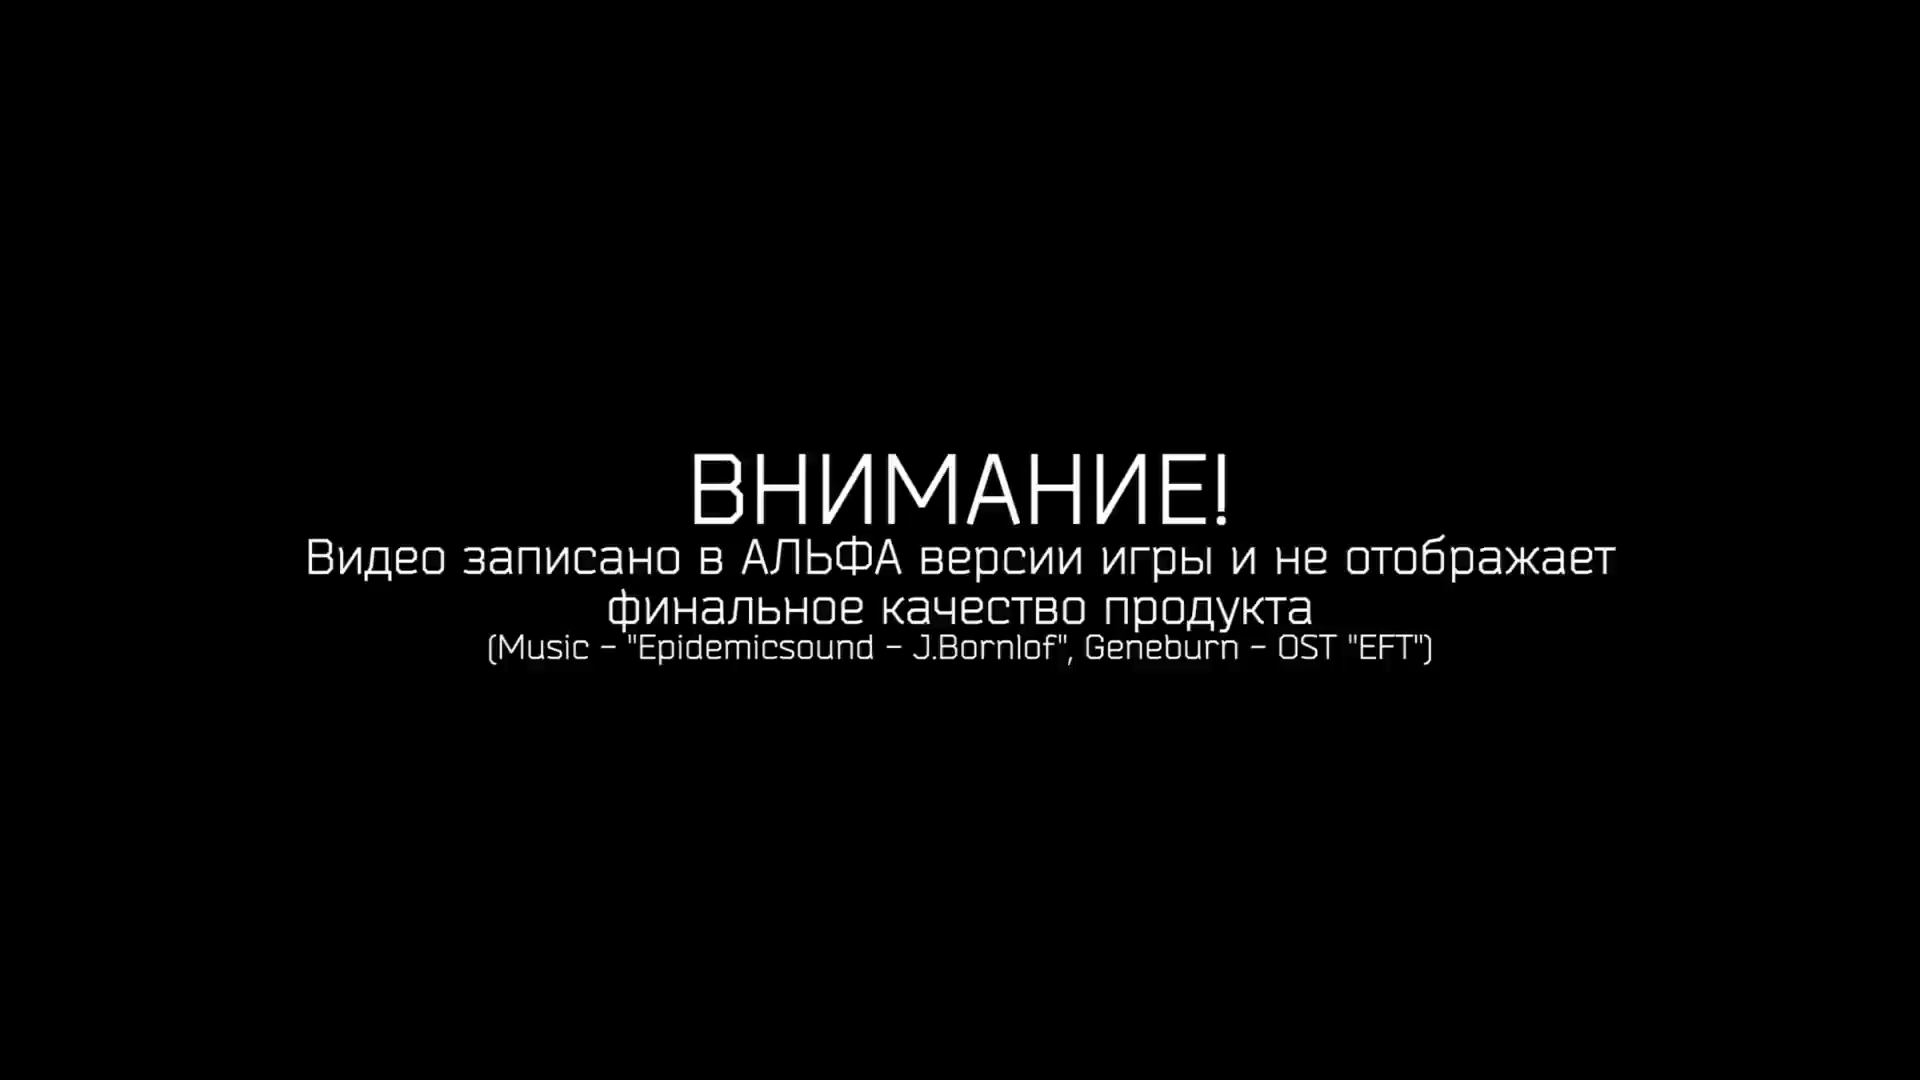 ВНИМАНИЕ!
Видео записано в АЛЬФА версии игры и не отображает
финальное качество продукта
(Music - "Epidemicsound - J.Bornlof", Geneburn - OST "EFT")